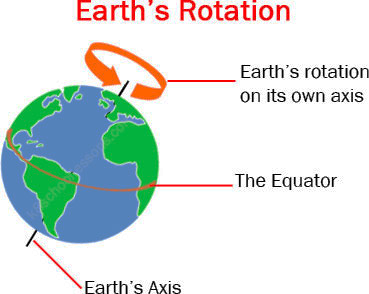 Earth's Rotation
Earth's rotation
on its own axis
The Equator
Earth's Axis